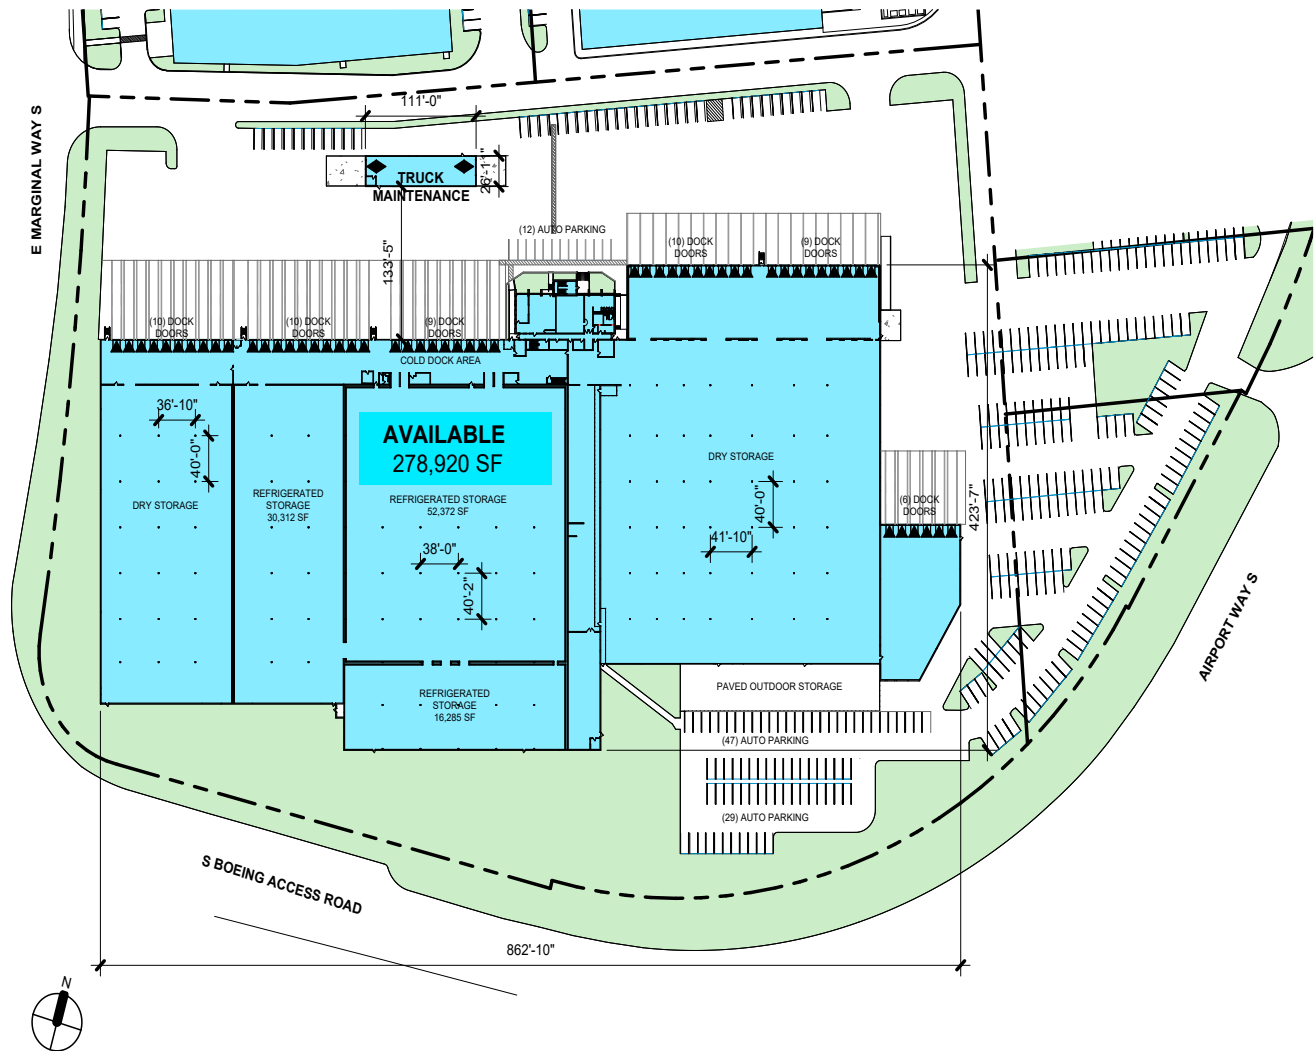 E MARGINAL WAY S
111'-0"
TRUCK
MAINTENANCE
133'-5"
(12) AUTO PARKING
(10) DOCK
DOORS
(9) DOCK
DOORS
(10) DOCK
DOORS
(10) DOCK
DOORS
(9) DOCK
DOORS
COLD DOCK AREA
36'-10"
40'-0"
AVAILABLE
278,920 SF
DRY STORAGE
REFRIGERATED
STORAGE
30,312 SF
REFRIGERATED STORAGE
52,372 SF
38'-0"
40'-2"
DRY STORAGE
40'-0"
41'-10"
(6) DOCK
DOORS
423'-7"
REFRIGERATED
STORAGE
16,285 SF
PAVED OUTDOOR STORAGE
(47) AUTO PARKING
(29) AUTO PARKING
AIRPORT WAY S
S BOEING ACCESS ROAD
862'-10"
N